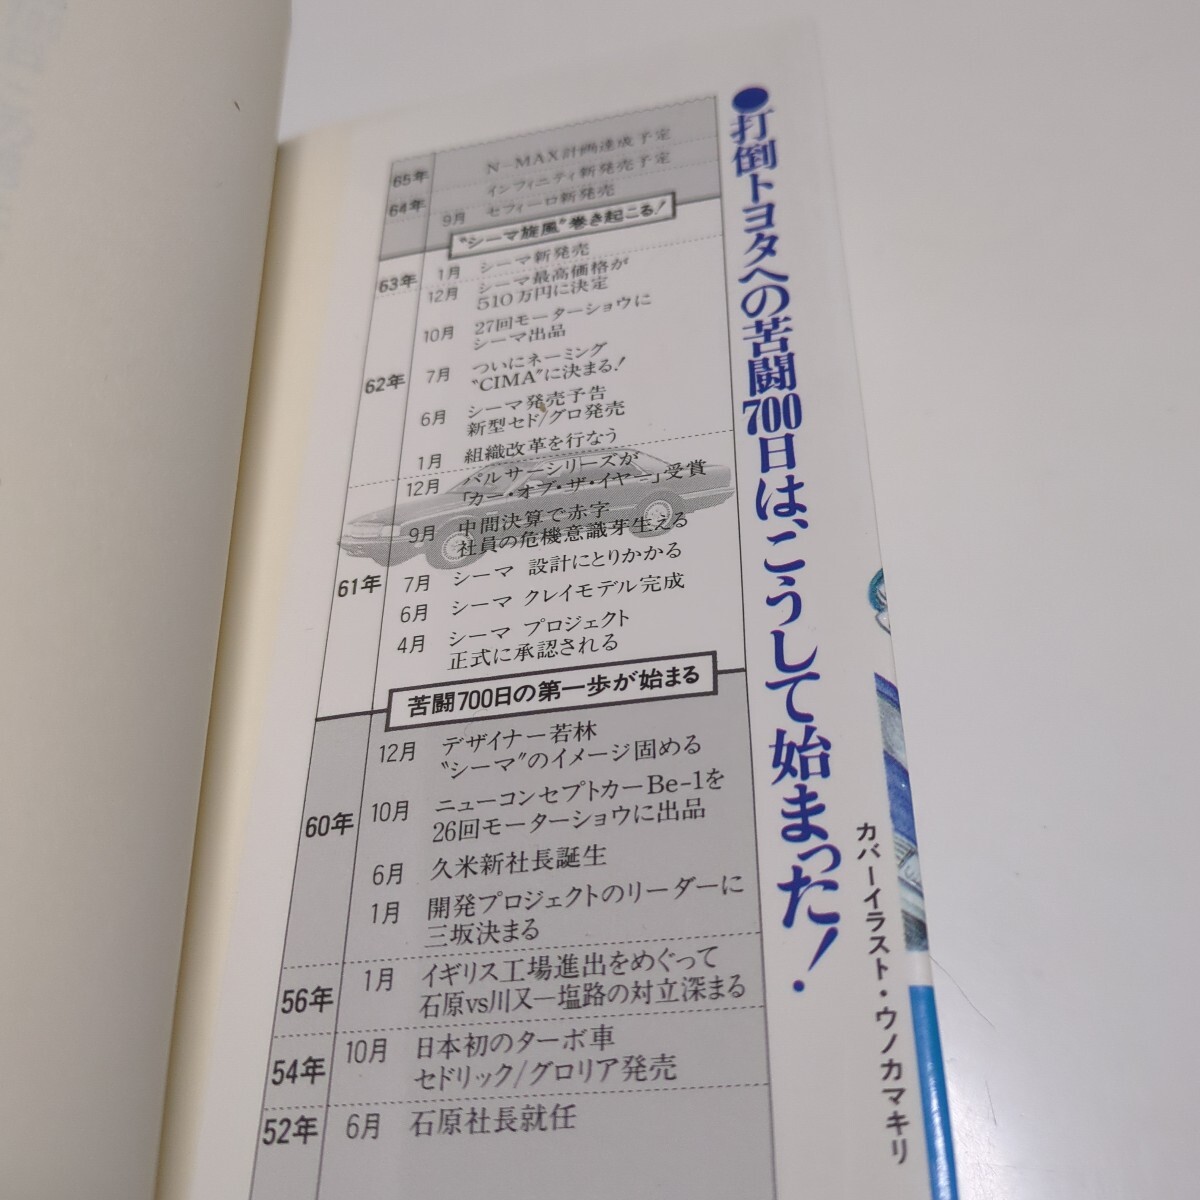 ●打倒トヨタへの苦闘700日は、こうして始まった!
65年 N-MAX計画達成予定
64年 インフィニティ新発売予定
9月 セフィーロ新発売
"シーマ旋風"巻き起こる!
63年 1月 シーマ新発売
12月 シーマ最高価格が
510万円に決定
10月 27回モーターショウに
シーマ出品
62年 7月 ついにネーミング
"CIMA"に決まる!
6月 シーマ発売予告
新型セド/グロ発売
1月 組織改革を行なう
12月 パルサーシリーズが
「カー・オブ・ザ・イヤー」受賞
9月 中間決算で赤字
社員の危機意識芽生える
61年 7月 シーマ 設計にとりかかる
6月 シーマ クレイモデル完成
4月 シーマ プロジェクト
正式に承認される
苦闘700日の第一歩が始まる
12月 デザイナー若林
"シーマ"のイメージ固める
60年 10月 ニューコンセプトカーBe-1を
26回モーターショウに出品
6月 久米新社長誕生
1月 開発プロジェクトのリーダーに
三坂決まる
56年 1月 イギリス工場進出をめぐって
石原vs川又―塩路の対立深まる
54年 10月 日本初のターボ車
セドリック/グロリア発売
52年 6月 石原社長就任
カバーイラスト・ウノカマキリ